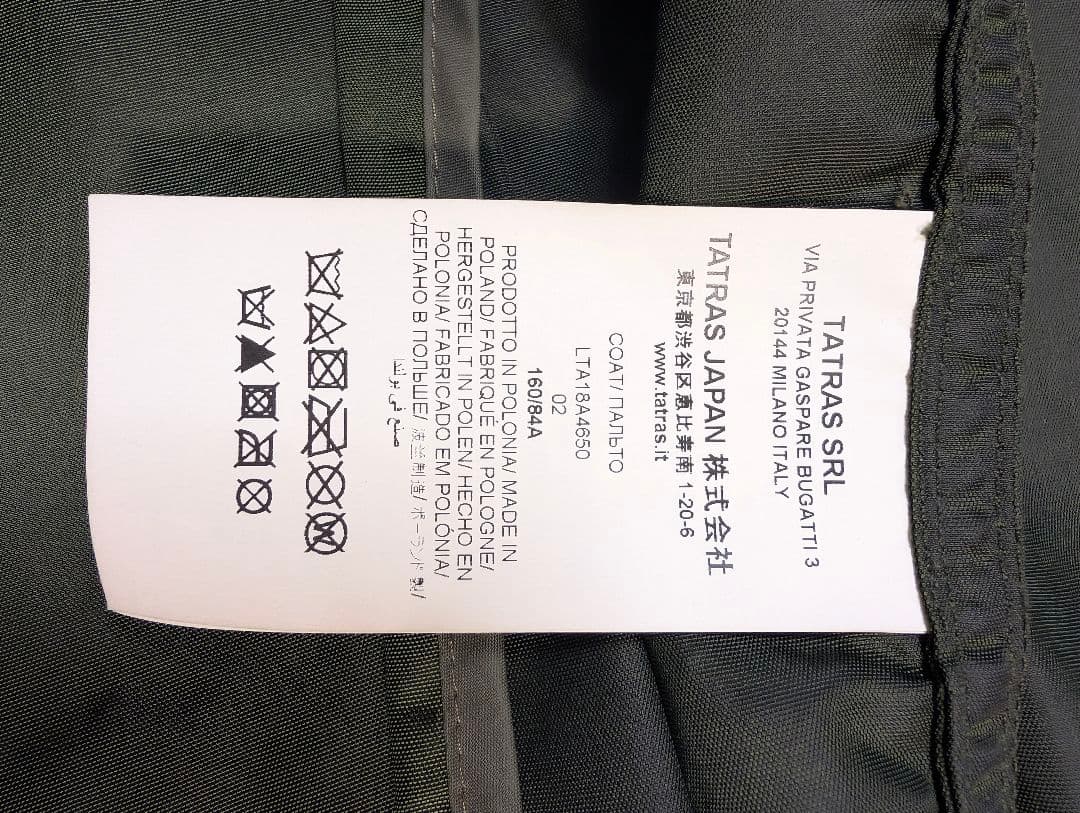 TATRAS SRL
VIA PRIVATA GASPARE BUGATTI 3
20144 MILANO ITALY
TATRAS JAPAN 株式会社
東京都渋谷区恵比寿南 1-20-6
www.tatras.it
COAT/ ПАЛЬТО
LTA18A4650
02
160/84A
PRODOTTO IN POLONIA/ MADE IN
POLAND/ FABRIQUÉ EN POLOGNE/
HERGESTELLT IN POLEN/ HECHO EN
POLONIA/ FABRICADO EM POLÓNIA/
СДЕЛАНО В ПОЛЬШЕ/ 波兰制造/ ポーランド製/
صنع في بولندا